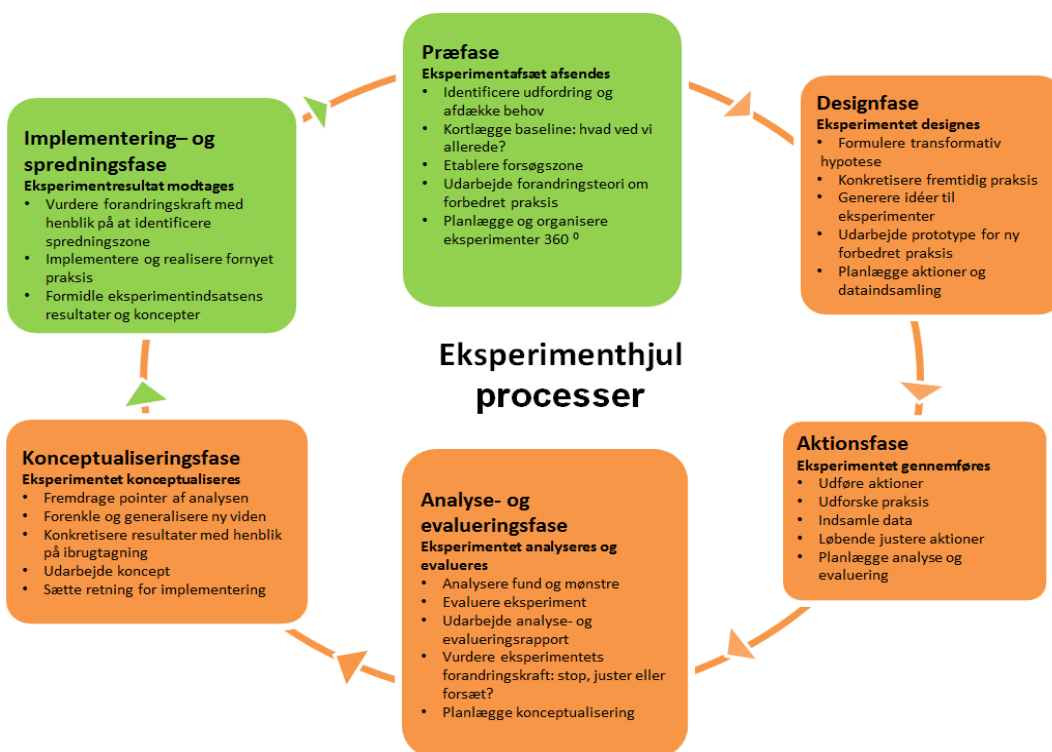 Præfase
Eksperimentafsæt afsendes
• Identificere udfordring og
afdække behov
• Kortlægge baseline: hvad ved vi
allerede?
• Etablere forsøgszone
• Udarbejde forandringsteori om
forbedret praksis
• Planlægge og organisere
eksperimenter 360 ⁰
Designfase
Eksperimentet designes
• Formulere transformativ
hypotese
• Konkretisere fremtidig praksis
• Generere idéer til
eksperimenter
• Udarbejde prototype for ny
forbedret praksis
• Planlægge aktioner og
dataindsamling
Aktionsfase
Eksperimentet gennemføres
• Udføre aktioner
• Udforske praksis
• Indsamle data
• Løbende justere aktioner
• Planlægge analyse og
evaluering
Analyse- og
evalueringsfase
Eksperimentet analyseres og
evalueres
• Analysere fund og mønstre
• Evaluere eksperiment
• Udarbejde analyse- og
evalueringsrapport
• Vurdere eksperimentets
forandringskraft: stop, juster eller
forsæt?
• Planlægge konceptualisering
Konceptualiseringsfase
Eksperimentet konceptualiseres
• Fremdrage pointer af analysen
• Forenkle og generalisere ny viden
• Konkretisere resultater med henblik
på ibrugtagning
• Udarbejde koncept
• Sætte retning for implementering
Implementering– og
spredningsfase
Eksperimentresultat modtages
• Vurdere forandringskraft med
henblik på at identificere
spredningszone
• Implementere og realisere fornyet
praksis
• Formidle eksperimentindsatsens
resultater og koncepter
Eksperimenthjul
processer